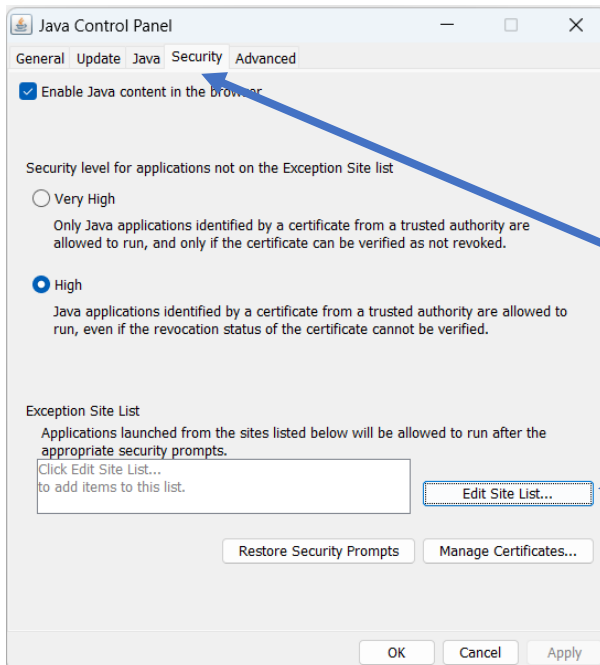 Java Control Panel
General Update Java Security Advanced
Enable Java content in the browser
Security level for applications not on the Exception Site list
Very High
Only Java applications identified by a certificate from a trusted authority are
allowed to run, and only if the certificate can be verified as not revoked.
High
Java applications identified by a certificate from a trusted authority are allowed to
run, even if the revocation status of the certificate cannot be verified.
Exception Site List
Applications launched from the sites listed below will be allowed to run after the
appropriate security prompts.
Click Edit Site List...
to add items to this list.
Edit Site List...
Restore Security Prompts Manage Certificates...
OK Cancel Apply